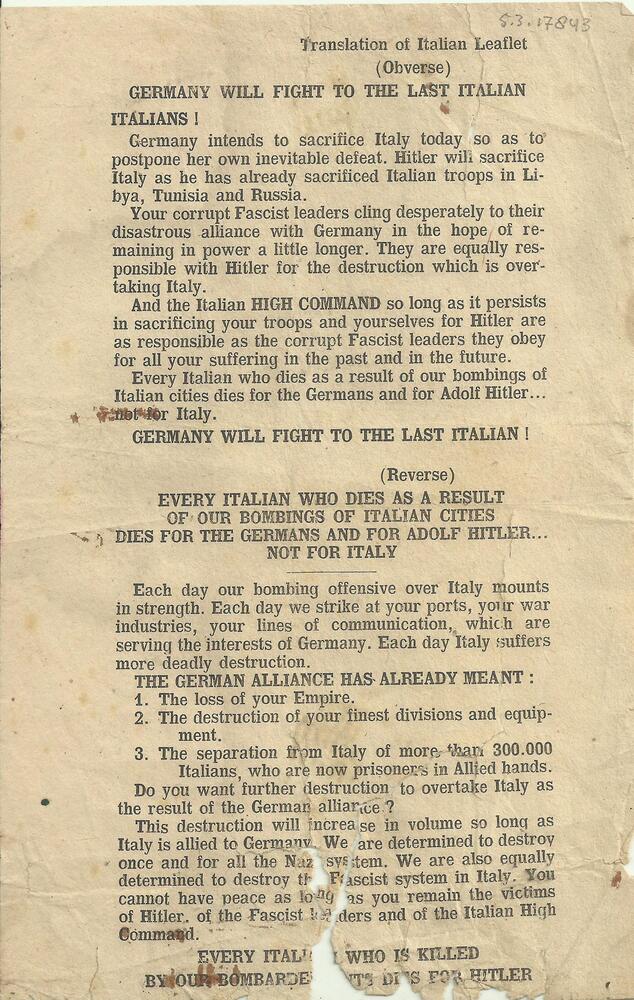 5.3.17843
Translation of Italian Leaflet
(Obverse)
GERMANY WILL FIGHT TO THE LAST ITALIAN
ITALIANS !
Germany intends to sacrifice Italy today so as to
postpone her own inevitable defeat. Hitler will sacrifice
Italy as he has already sacrificed Italian troops in Li-
bya, Tunisia and Russia.
Your corrupt Fascist leaders cling desperately to their
disastrous alliance with Germany in the hope of re-
maining in power a little longer. They are equally res-
ponsible with Hitler for the destruction which is over-
taking Italy.
And the Italian HIGH COMMAND so long as it persists
in sacrificing your troops and yourselves for Hitler are
as responsible as the corrupt Fascist leaders they obey
for all your suffering in the past and in the future.
Every Italian who dies as a result of our bombings of
Italian cities dies for the Germans and for Adolf Hitler...
not for Italy.
GERMANY WILL FIGHT TO THE LAST ITALIAN !
(Reverse)
EVERY ITALIAN WHO DIES AS A RESULT
OF OUR BOMBINGS OF ITALIAN CITIES
DIES FOR THE GERMANS AND FOR ADOLF HITLER...
NOT FOR ITALY
Each day our bombing offensive over Italy mounts
in strength. Each day we strike at your ports, your war
industries, your lines of communication, which are
serving the interests of Germany. Each day Italy suffers
more deadly destruction.
THE GERMAN ALLIANCE HAS ALREADY MEANT :
1. The loss of your Empire.
2. The destruction of your finest divisions and equip-
ment.
3. The separation from Italy of more than 300.000
Italians, who are now prisoners in Allied hands.
Do you want further destruction to overtake Italy as
the result of the German alliance ?
This destruction will increase in volume so long as
Italy is allied to Germany. We are determined to destroy
once and for all the Naz system. We are also equally
determined to destroy th Fascist system in Italy. You
cannot have peace as long as you remain the victims
of Hitler. of the Fascist leaders and of the Italian High
Command.
EVERY ITALI WHO IS KILLED
BY OUR BOMBARDE TS DIES FOR HITLER